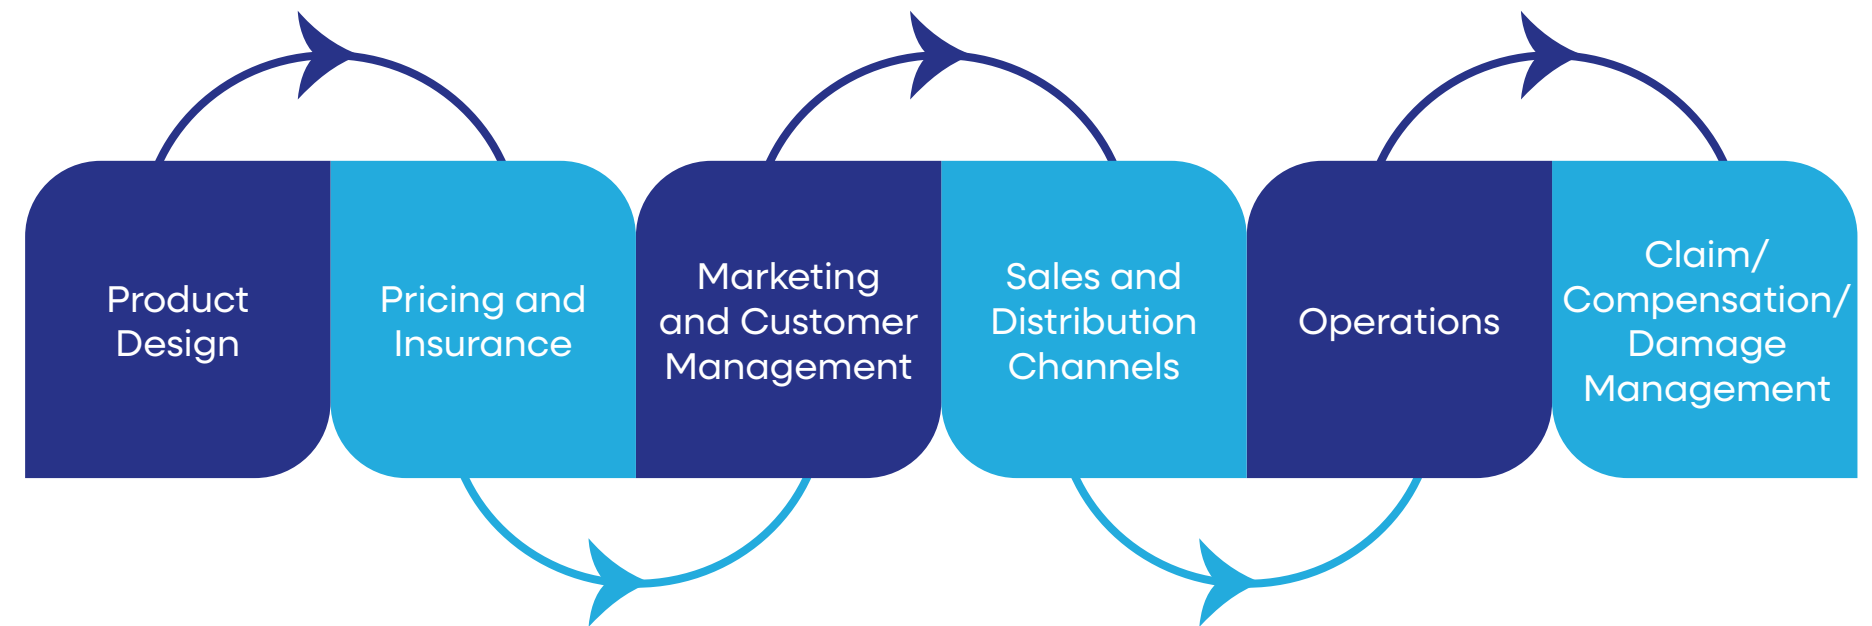 Product
Design
Pricing and
Insurance
Marketing
and Customer
Management
Sales and
Distribution
Channels
Operations
Claim/
Compensation/
Damage
Management